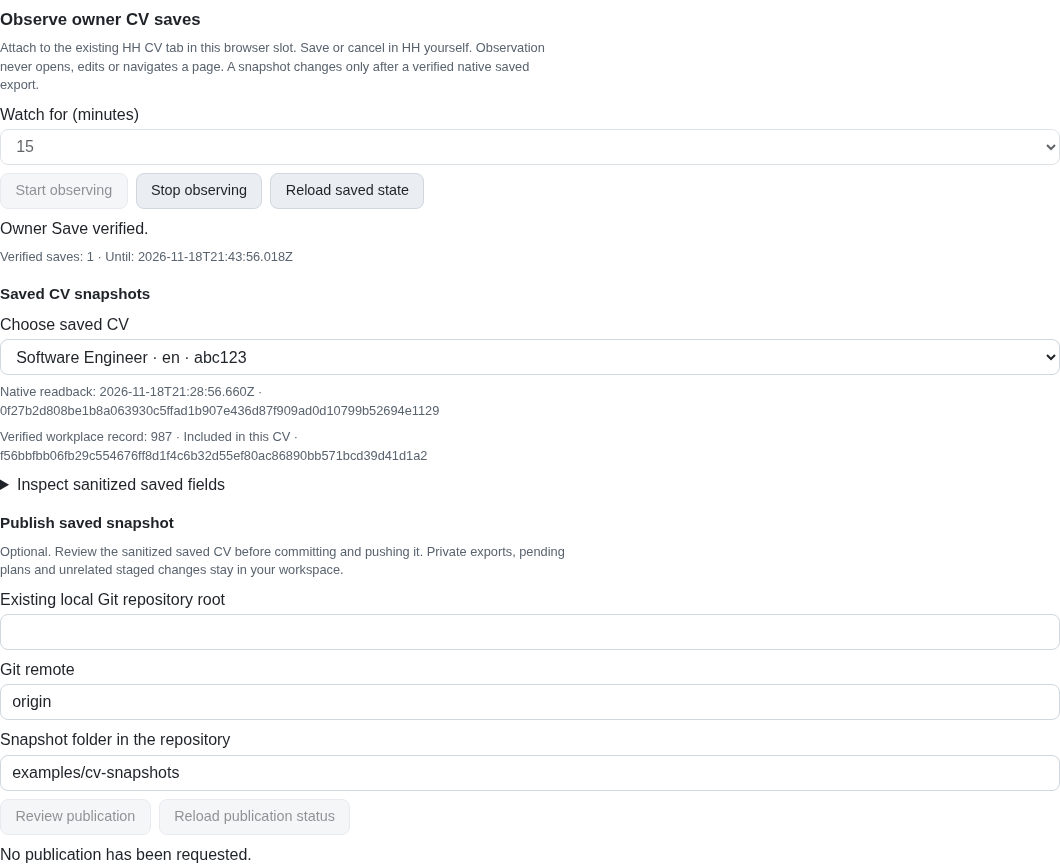 Observe owner CV saves
Attach to the existing HH CV tab in this browser slot. Save or cancel in HH yourself. Observation
never opens, edits or navigates a page. A snapshot changes only after a verified native saved
export.
Watch for (minutes)
15
Start observing
Stop observing
Reload saved state
Owner Save verified.
Verified saves: 1 · Until: 2026-11-18T21:43:56.018Z
Saved CV snapshots
Choose saved CV
Software Engineer · en · abc123
Native readback: 2026-11-18T21:28:56.660Z ·
0f27b2d808be1b8a063930c5ffad1b907e436d87f909ad0d10799b52694e1129
Verified workplace record: 987 · Included in this CV ·
f56bbfbb06fb29c554676ff8d1f4c6b32d55ef80ac86890bb571bcd39d41d1a2
Inspect sanitized saved fields
Publish saved snapshot
Optional. Review the sanitized saved CV before committing and pushing it. Private exports, pending
plans and unrelated staged changes stay in your workspace.
Existing local Git repository root
Git remote
origin
Snapshot folder in the repository
examples/cv-snapshots
Review publication
Reload publication status
No publication has been requested.